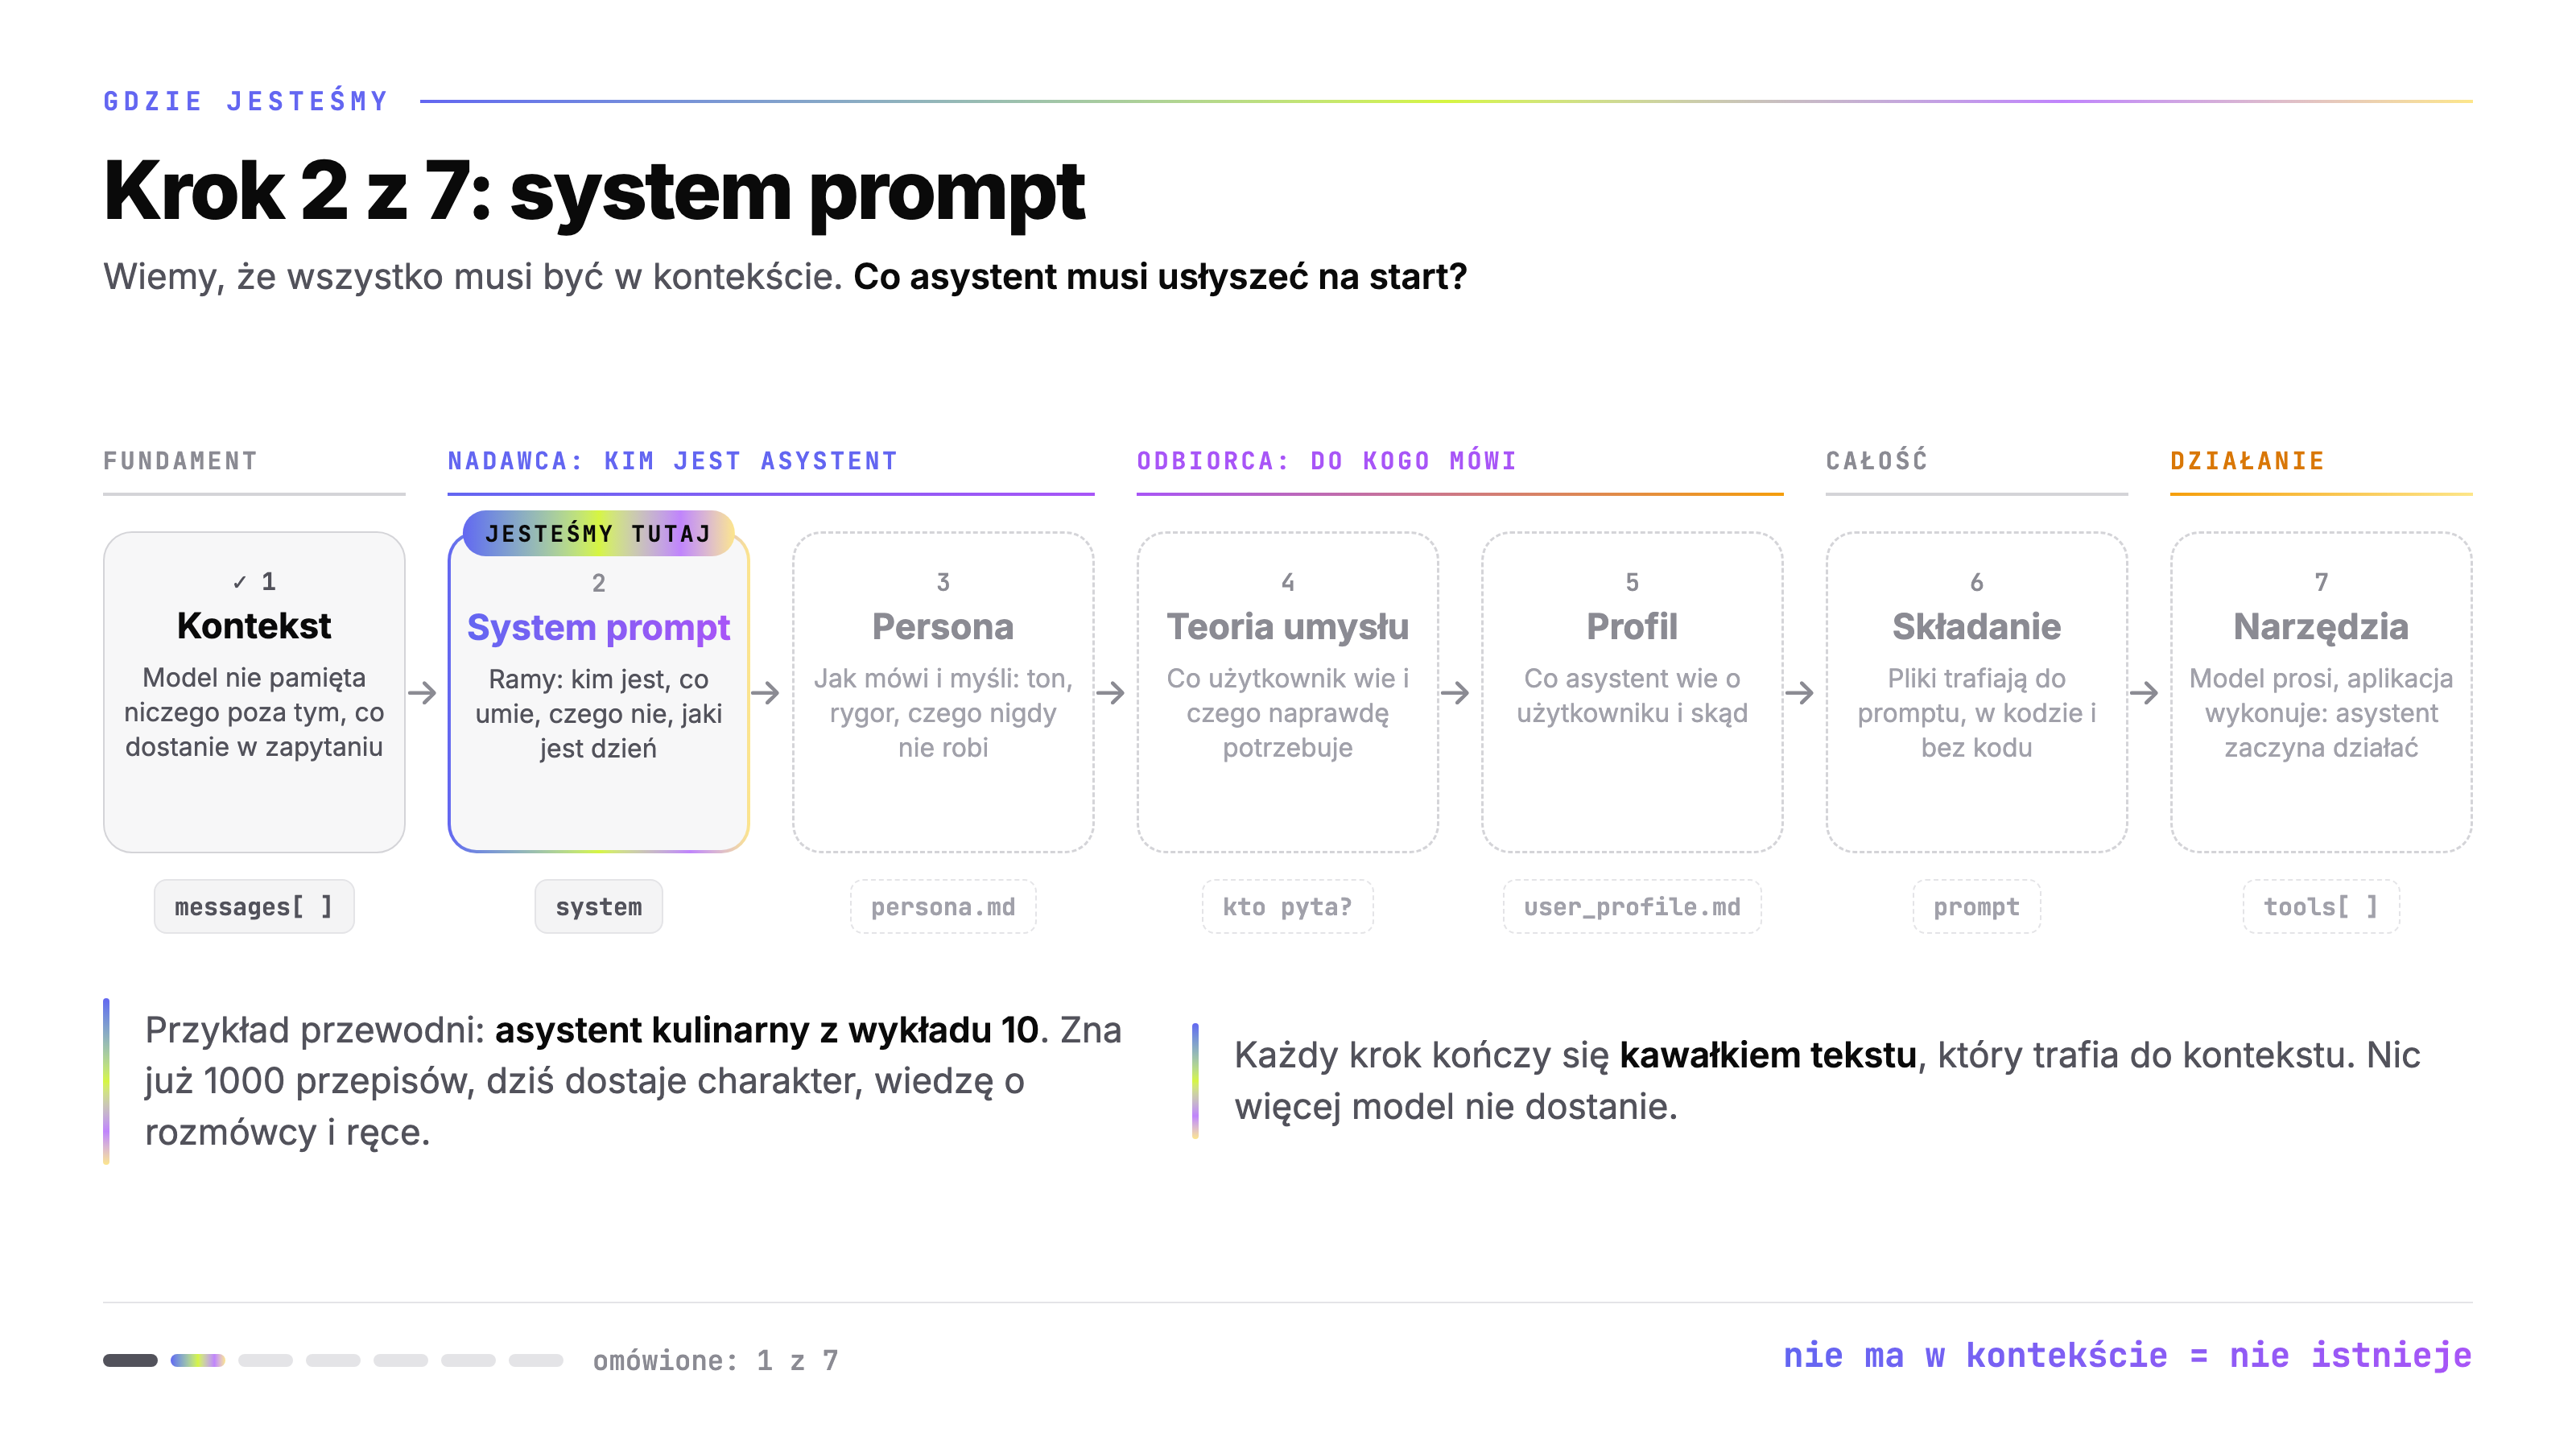 GDZIE JESTEŚMY
Krok 2 z 7: system prompt
Wiemy, że wszystko musi być w kontekście. Co asystent musi usłyszeć na start?
FUNDAMENT
NADAWCA: KIM JEST ASYSTENT
ODBIORCA: DO KOGO MÓWI
CAŁOŚĆ
DZIAŁANIE
✓ 1
Kontekst
Model nie pamięta
niczego poza tym, co
dostanie w zapytaniu
messages[ ]
JESTEŚMY TUTAJ
2
System prompt
Ramy: kim jest, co
umie, czego nie, jaki
jest dzień
system
3
Persona
Jak mówi i myśli: ton,
rygor, czego nigdy
nie robi
persona.md
4
Teoria umysłu
Co użytkownik wie i
czego naprawdę
potrzebuje
kto pyta?
5
Profil
Co asystent wie o
użytkowniku i skąd
user_profile.md
6
Składanie
Pliki trafiają do
promptu, w kodzie i
bez kodu
prompt
7
Narzędzia
Model prosi, aplikacja
wykonuje: asystent
zaczyna działać
tools[ ]
Przykład przewodni: asystent kulinarny z wykładu 10. Zna
już 1000 przepisów, dziś dostaje charakter, wiedzę o
rozmówcy i ręce.
Każdy krok kończy się kawałkiem tekstu, który trafia do kontekstu. Nic
więcej model nie dostanie.
omówione: 1 z 7
nie ma w kontekście = nie istnieje